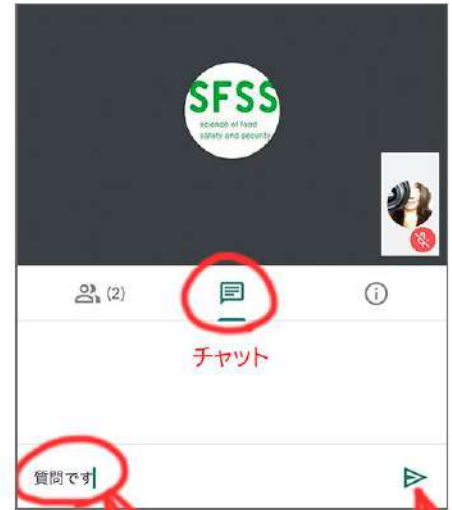 SFSS
science of food
safety and security
(2)
チャット
質問です